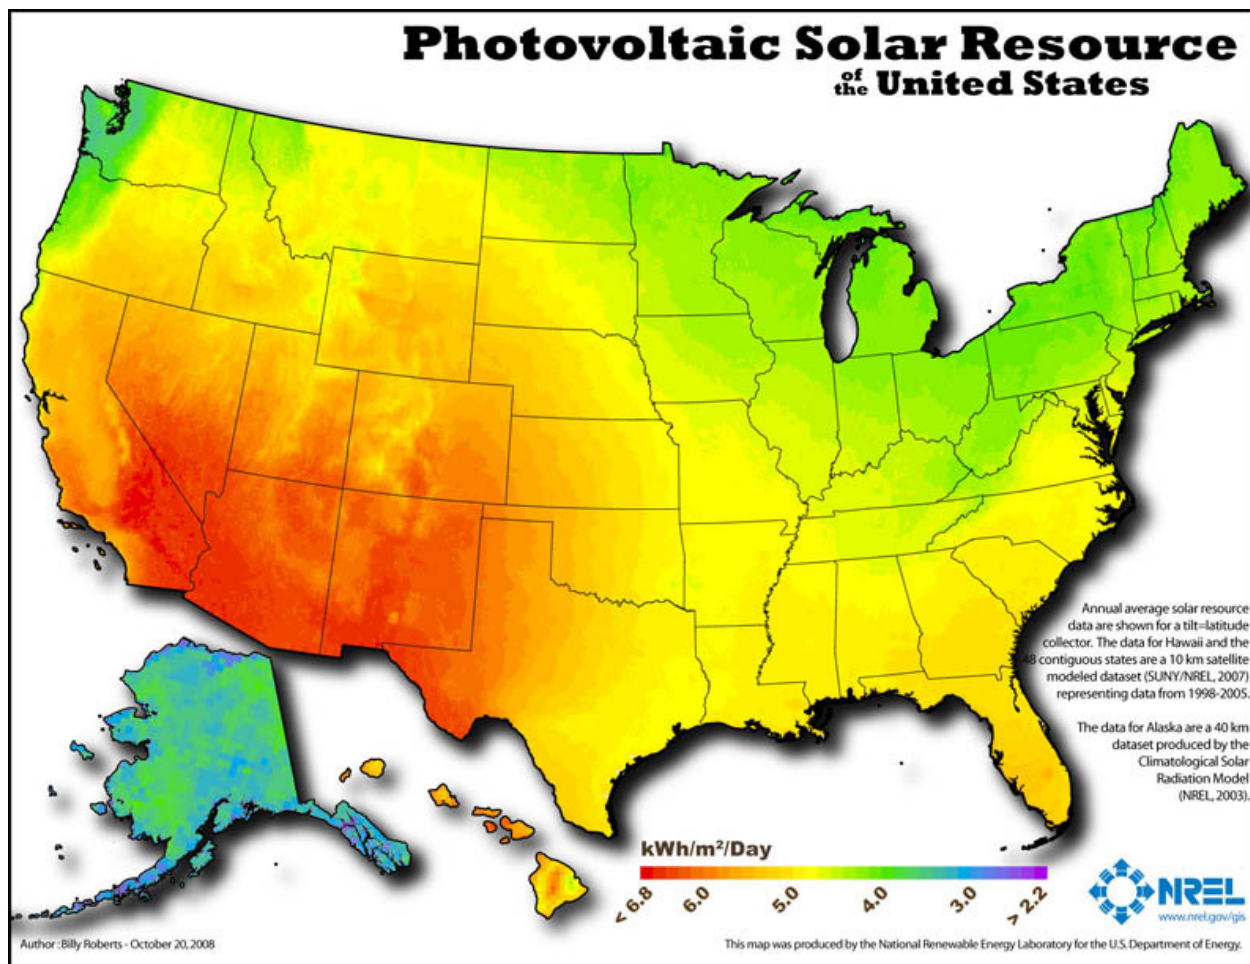 Photovoltaic Solar Resource
of the United States
Annual average solar resource
data are shown for a tilt=latitude
collector. The data for Hawaii and the
48 contiguous states are a 10 km satellite
modeled dataset (SUNY/NREL, 2007)
representing data from 1998-2005.
The data for Alaska are a 40 km
dataset produced by the
Climatological Solar
Radiation Model
(NREL, 2003).
kWh/m²/Day
< 6.8 6.0 5.0 4.0 3.0 > 2.2
NREL
www.nrel.gov/gis
Author : Billy Roberts - October 20, 2008
This map was produced by the National Renewable Energy Laboratory for the U.S. Department of Energy.